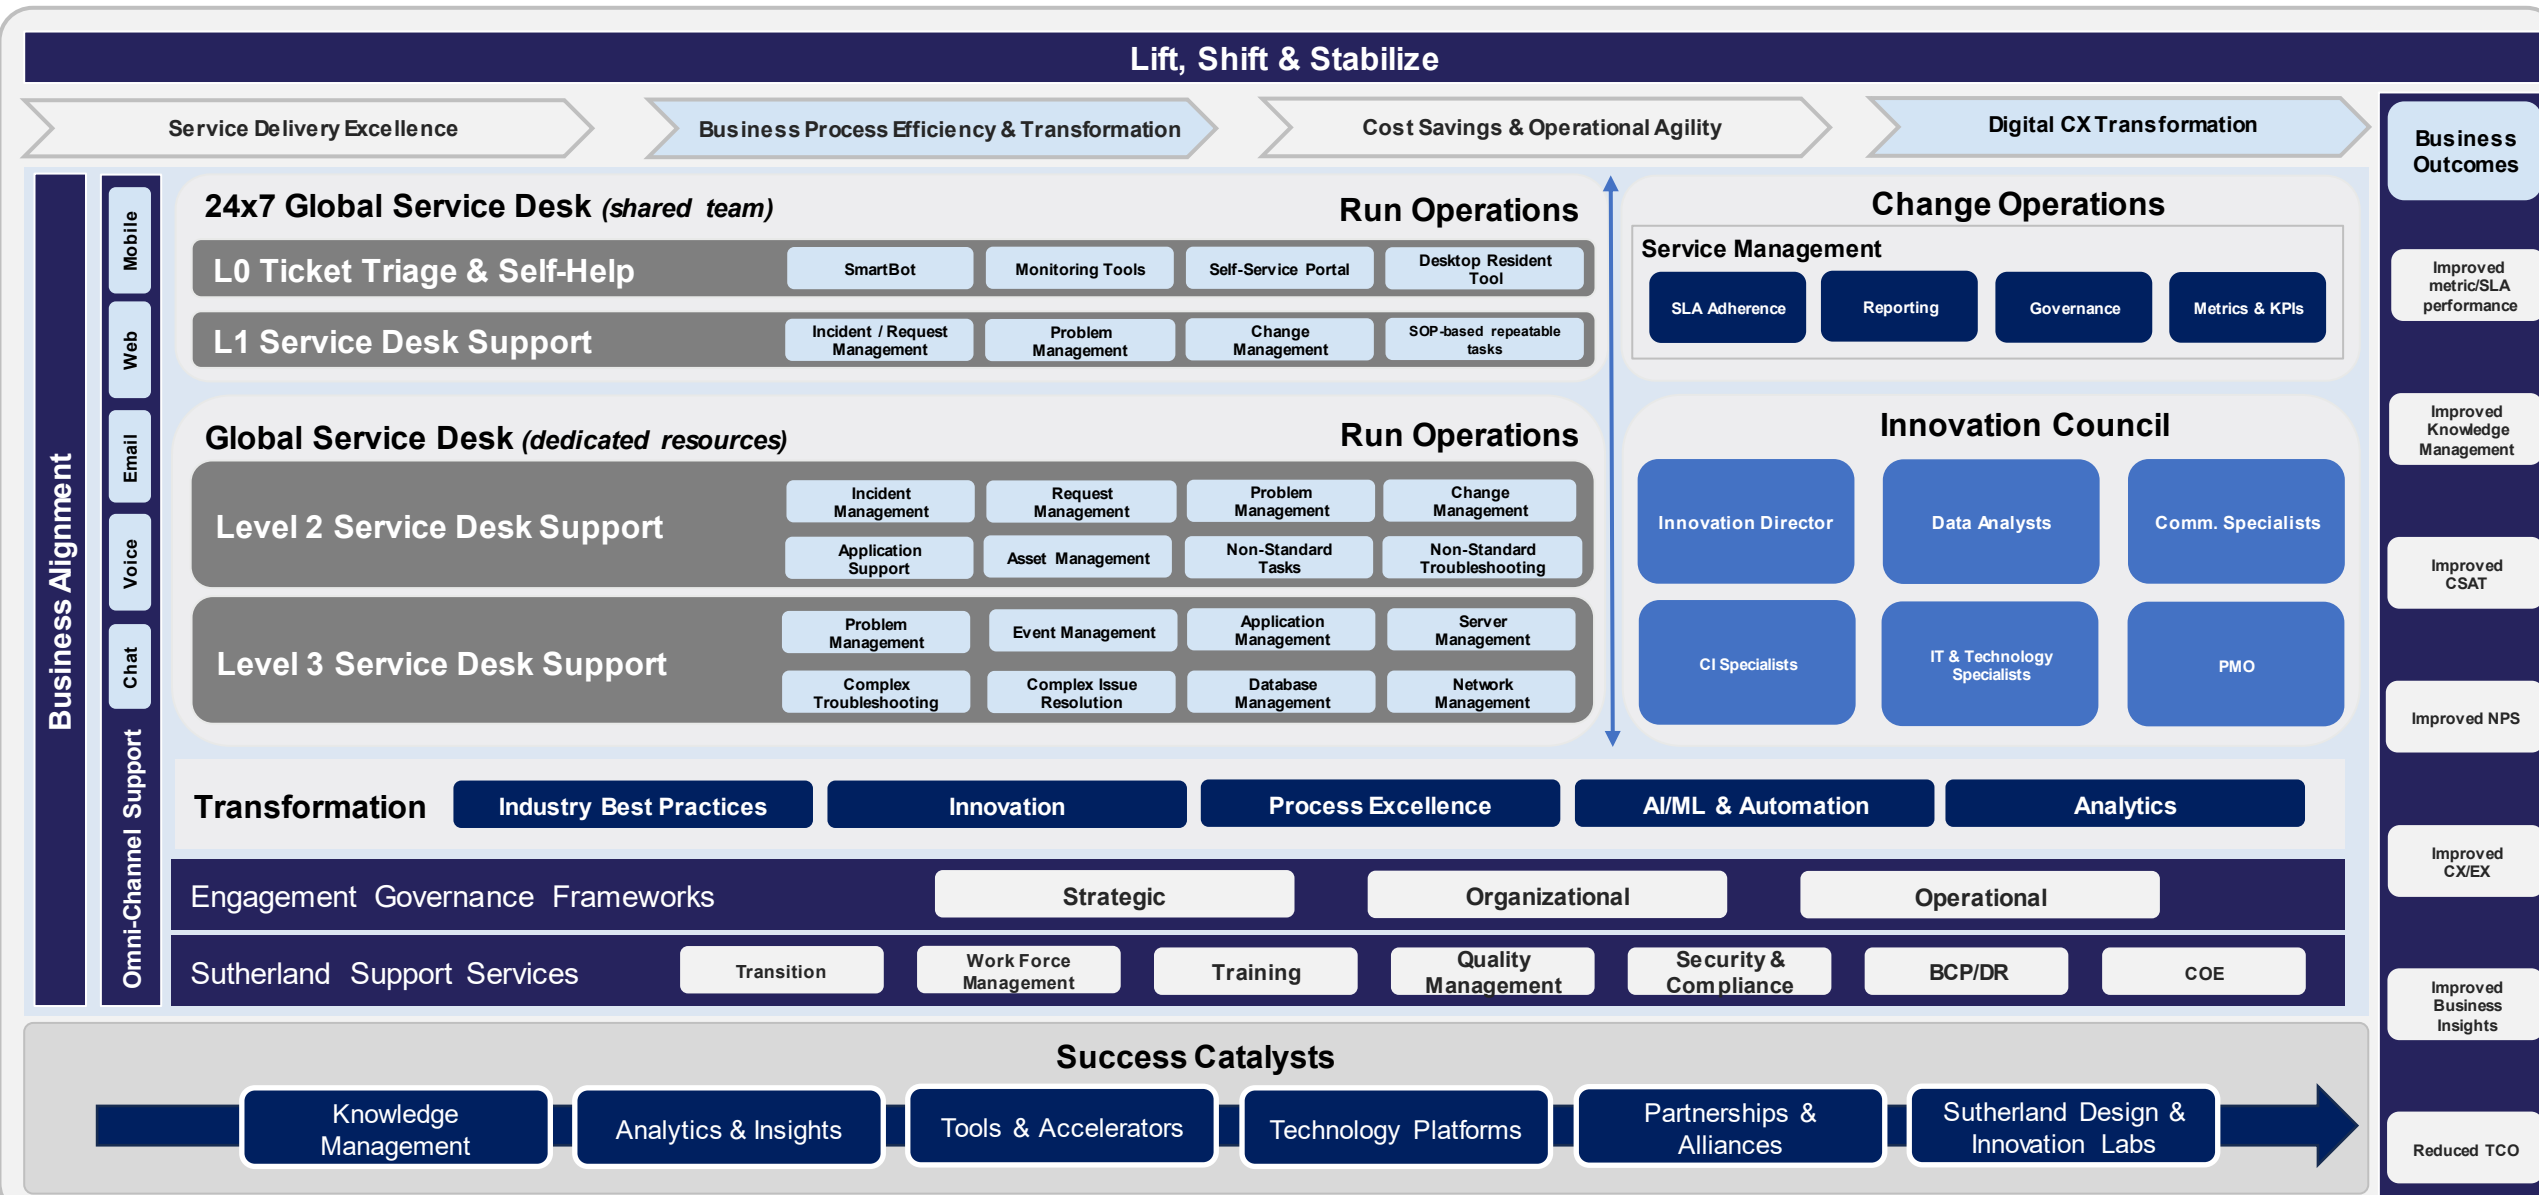 Lift, Shift & Stabilize
Service Delivery Excellence
Business Process Efficiency & Transformation
Cost Savings & Operational Agility
Digital CX Transformation
Business Alignment
Omni-Channel Support
Mobile
Web
Email
Voice
Chat
24x7 Global Service Desk (shared team)
Run Operations
L0 Ticket Triage & Self-Help
SmartBot
Monitoring Tools
Self-Service Portal
Desktop Resident
Tool
L1 Service Desk Support
Incident / Request
Management
Problem
Management
Change
Management
SOP-based repeatable
tasks
Global Service Desk (dedicated resources)
Run Operations
Level 2 Service Desk Support
Incident
Management
Request
Management
Problem
Management
Change
Management
Application
Support
Asset Management
Non-Standard
Tasks
Non-Standard
Troubleshooting
Level 3 Service Desk Support
Problem
Management
Event Management
Application
Management
Server
Management
Complex
Troubleshooting
Complex Issue
Resolution
Database
Management
Network
Management
Change Operations
Service Management
SLA Adherence
Reporting
Governance
Metrics & KPIs
Innovation Council
Innovation Director
Data Analysts
Comm. Specialists
CI Specialists
IT & Technology
Specialists
PMO
Transformation
Industry Best Practices
Innovation
Process Excellence
AI/ML & Automation
Analytics
Engagement Governance Frameworks
Strategic
Organizational
Operational
Sutherland Support Services
Transition
Work Force
Management
Training
Quality
Management
Security &
Compliance
BCP/DR
COE
Success Catalysts
Knowledge
Management
Analytics & Insights
Tools & Accelerators
Technology Platforms
Partnerships &
Alliances
Sutherland Design &
Innovation Labs
Business
Outcomes
Improved
metric/SLA
performance
Improved
Knowledge
Management
Improved
CSAT
Improved NPS
Improved
CX/EX
Improved
Business
Insights
Reduced TCO